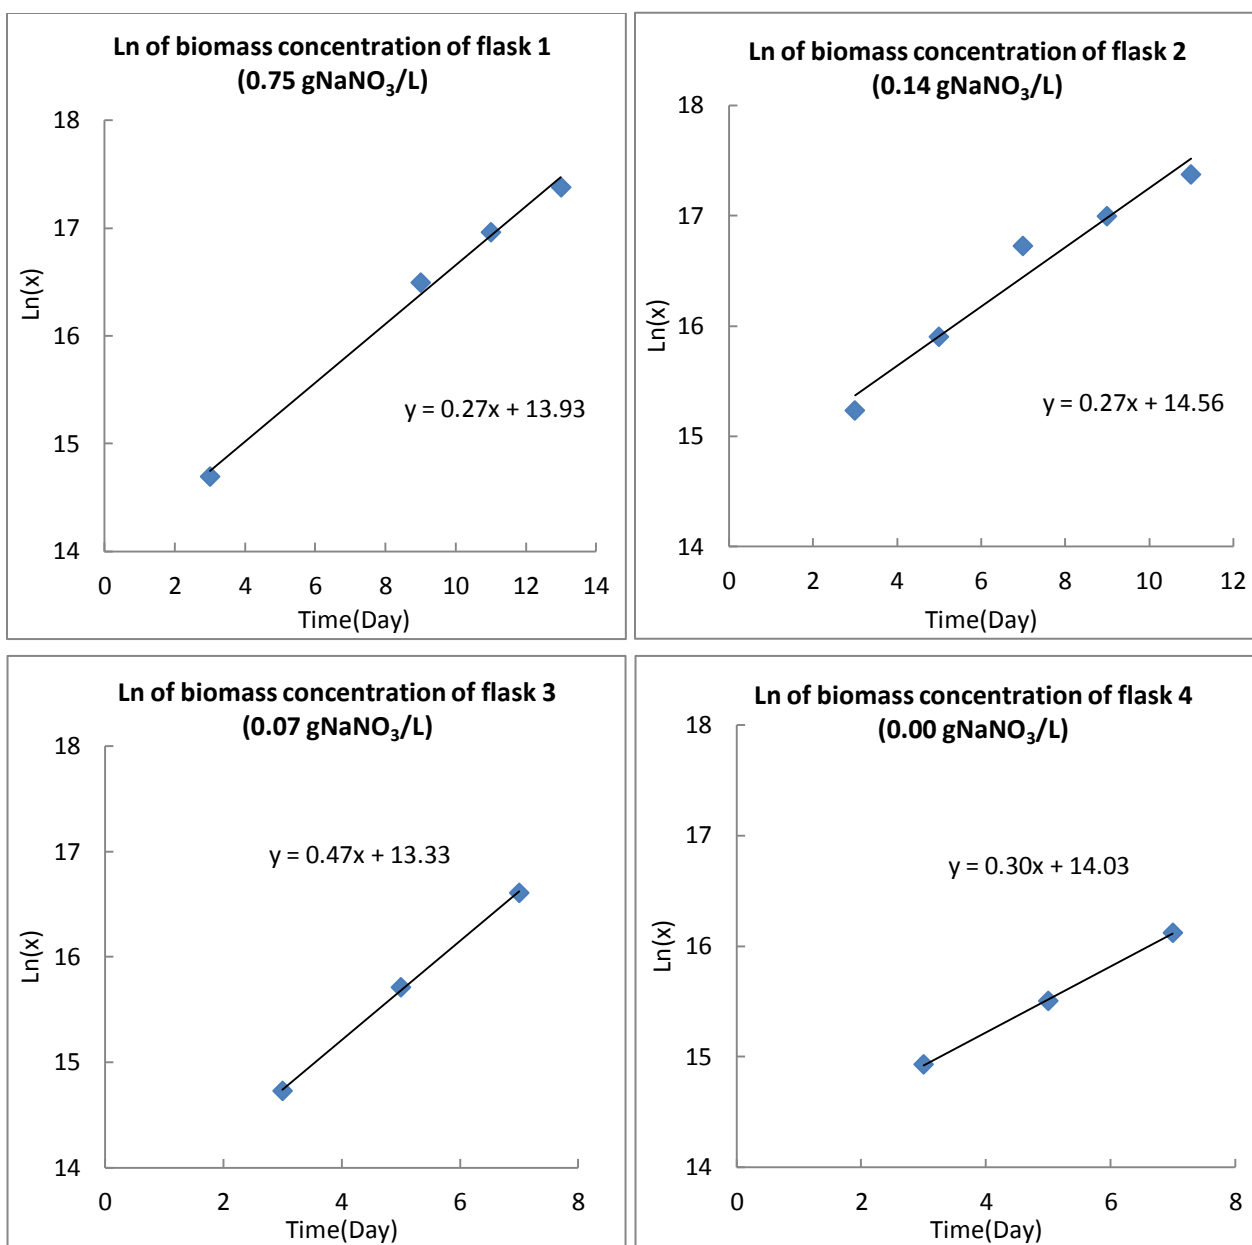 Ln of biomass concentration of flask 1
(0.75 gNaNO₃/L)
18
17
16
15
14
Ln(x)
y = 0.27x + 13.93
0 2 4 6 8 10 12 14
Time(Day)
Ln of biomass concentration of flask 2
(0.14 gNaNO₃/L)
18
17
16
15
14
Ln(x)
y = 0.27x + 14.56
0 2 4 6 8 10 12
Time(Day)
Ln of biomass concentration of flask 3
(0.07 gNaNO₃/L)
18
17
16
15
14
Ln(x)
y = 0.47x + 13.33
0 2 4 6 8
Time(Day)
Ln of biomass concentration of flask 4
(0.00 gNaNO₃/L)
18
17
16
15
14
Ln(x)
y = 0.30x + 14.03
0 2 4 6 8
Time(Day)